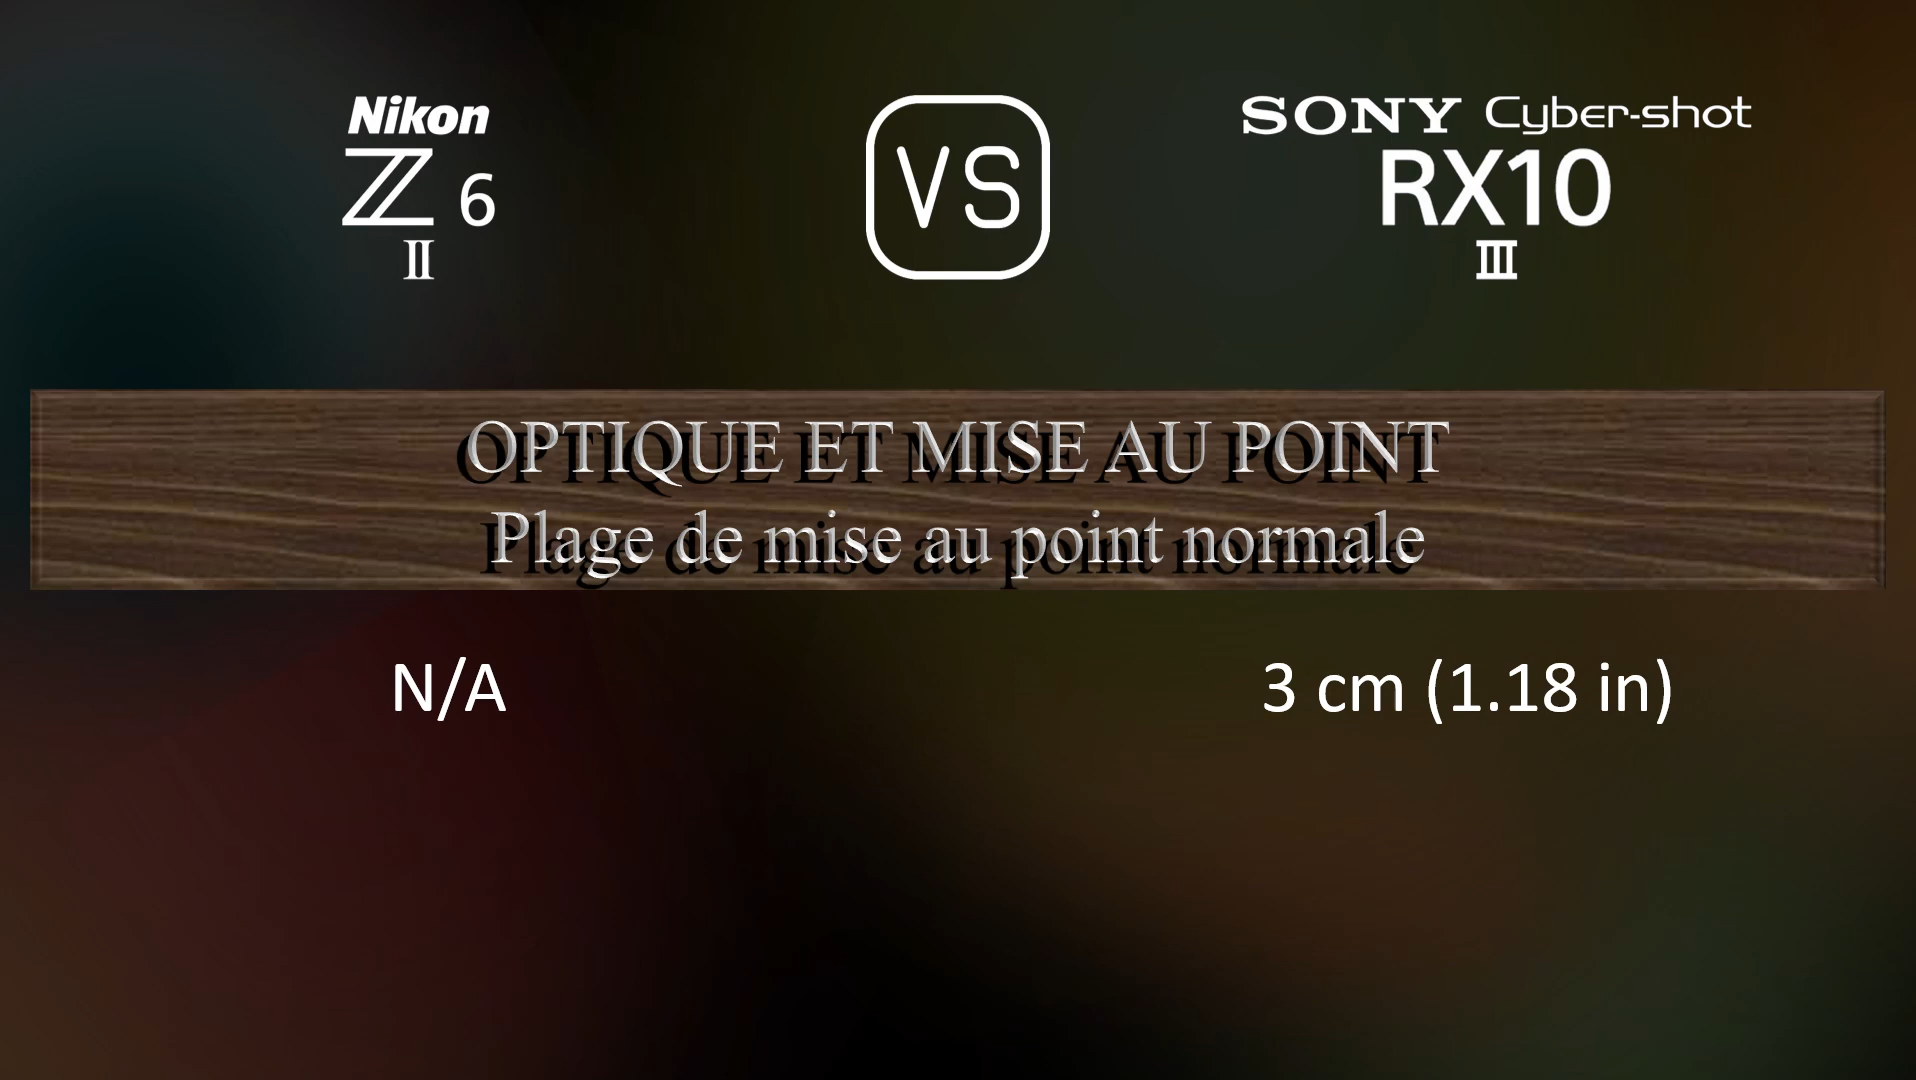 Nikon
Z 6
II
VS
SONY Cyber-shot
RX10
III
OPTIQUE ET MISE AU POINT
Plage de mise au point normale
N/A
3 cm (1.18 in)